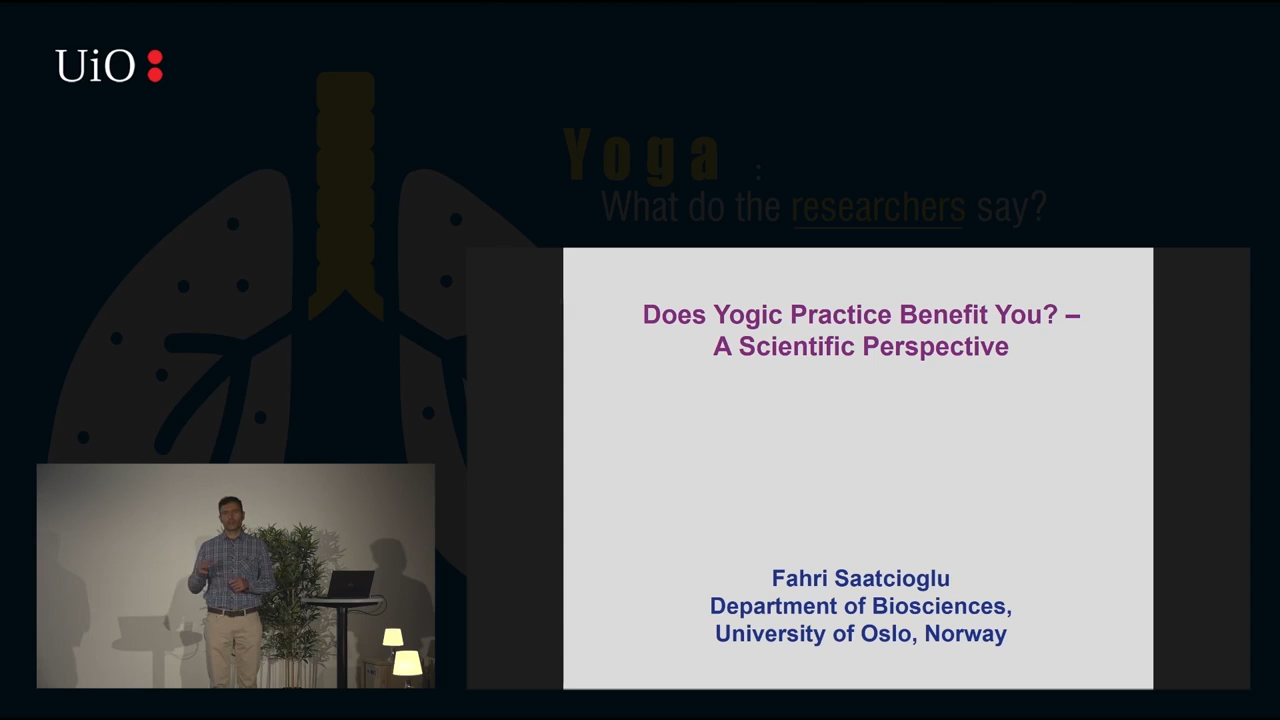 UiO:
Yoga :
What do the researchers say?
Does Yogic Practice Benefit You? –
A Scientific Perspective
Fahri Saatcioglu
Department of Biosciences,
University of Oslo, Norway